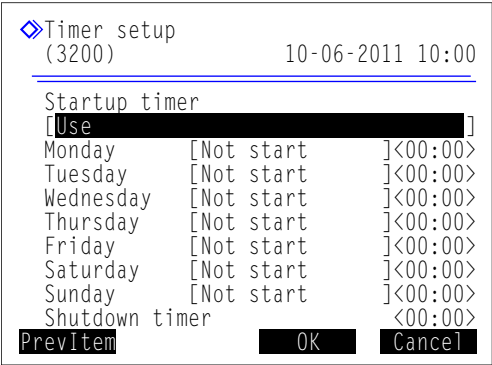 Timer setup
(3200) 10-06-2011 10:00
Startup timer
[Use ]
Monday [Not start ]<00:00>
Tuesday [Not start ]<00:00>
Wednesday [Not start ]<00:00>
Thursday [Not start ]<00:00>
Friday [Not start ]<00:00>
Saturday [Not start ]<00:00>
Sunday [Not start ]<00:00>
Shutdown timer <00:00>
PrevItem OK Cancel